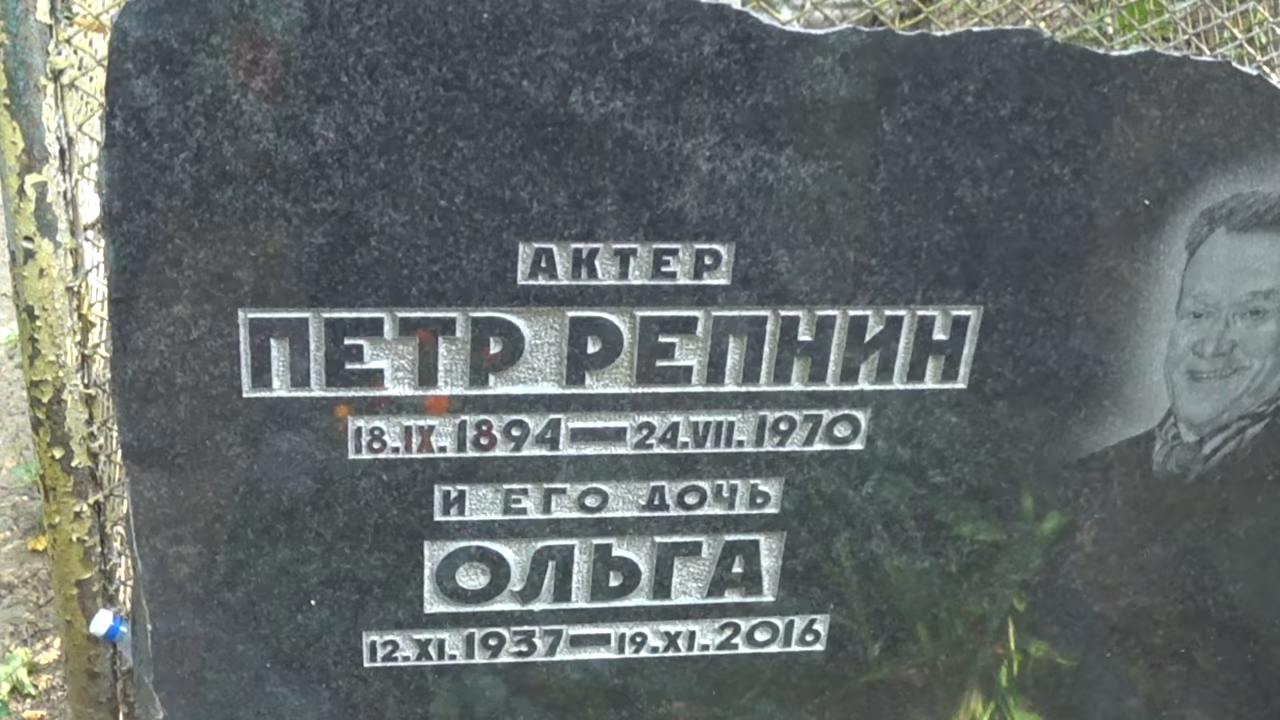 АКТЕР
ПЕТР РЕПНИН
18.IX.1894—24.VII.1970
И ЕГО ДОЧЬ
ОЛЬГА
12.XI.1937—19.XI.2016